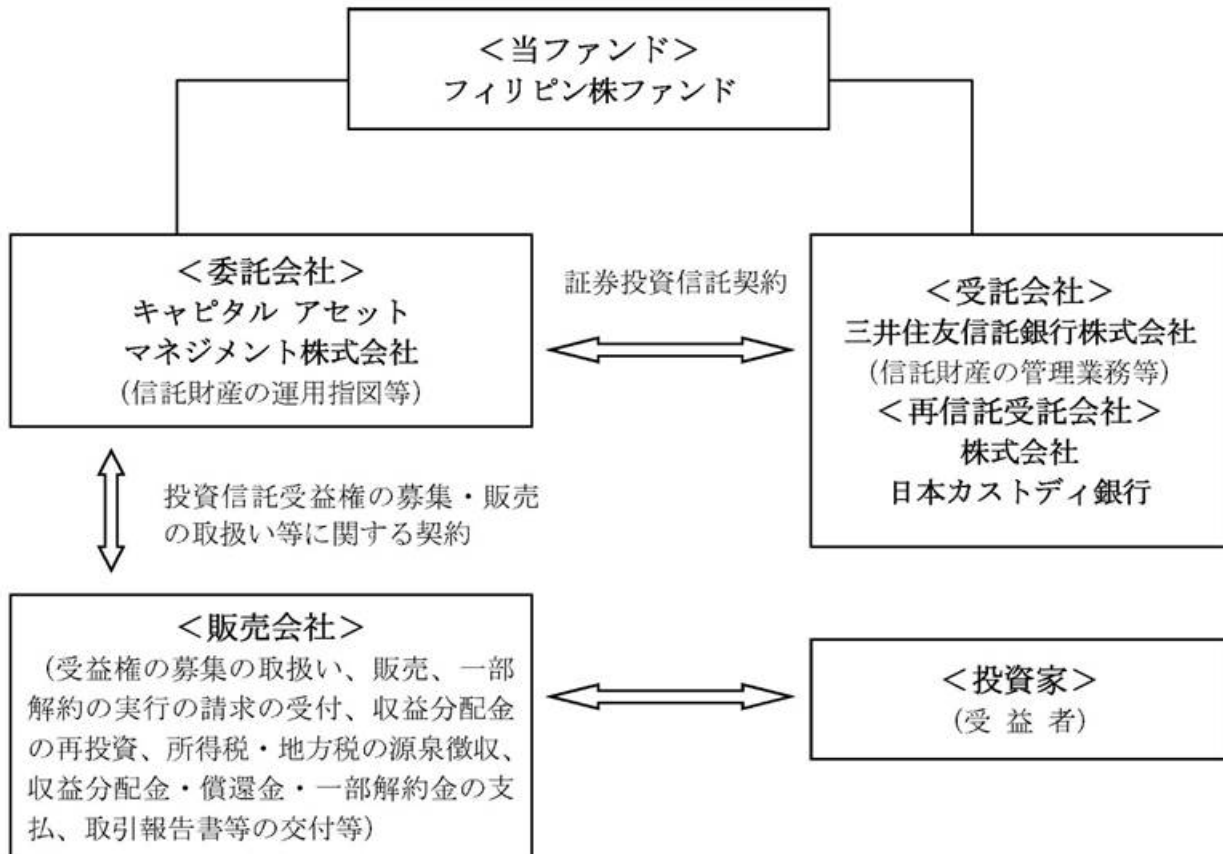 ＜当ファンド＞
フィリピン株ファンド
＜委託会社＞
キャピタル アセット
マネジメント株式会社
(信託財産の運用指図等)
証券投資信託契約
＜受託会社＞
三井住友信託銀行株式会社
(信託財産の管理業務等)
＜再信託受託会社＞
株式会社
日本カストディ銀行
投資信託受益権の募集・販売
の取扱い等に関する契約
＜販売会社＞
（受益権の募集の取扱い、販売、一部
解約の実行の請求の受付、収益分配金
の再投資、所得税・地方税の源泉徴収、
収益分配金・償還金・一部解約金の支
払、取引報告書等の交付等）
＜投資家＞
(受 益 者)